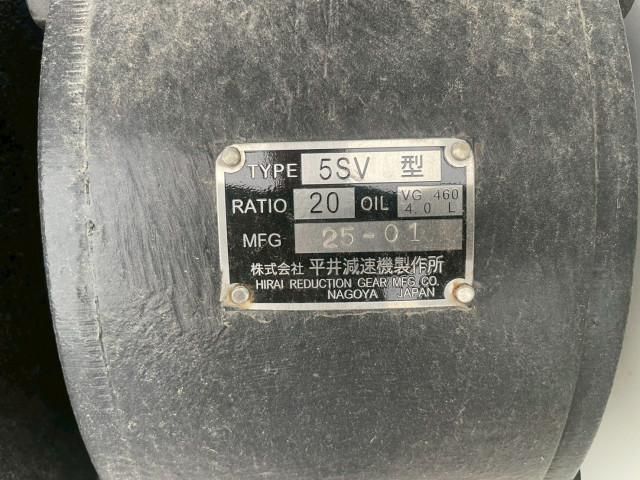 TYPE 5SV 型
RATIO 20 OIL VG 460 4.0 L
MFG 25-01
株式会社 平井減速機製作所
HIRAI REDUCTION GEAR MFG. CO.
NAGOYA JAPAN